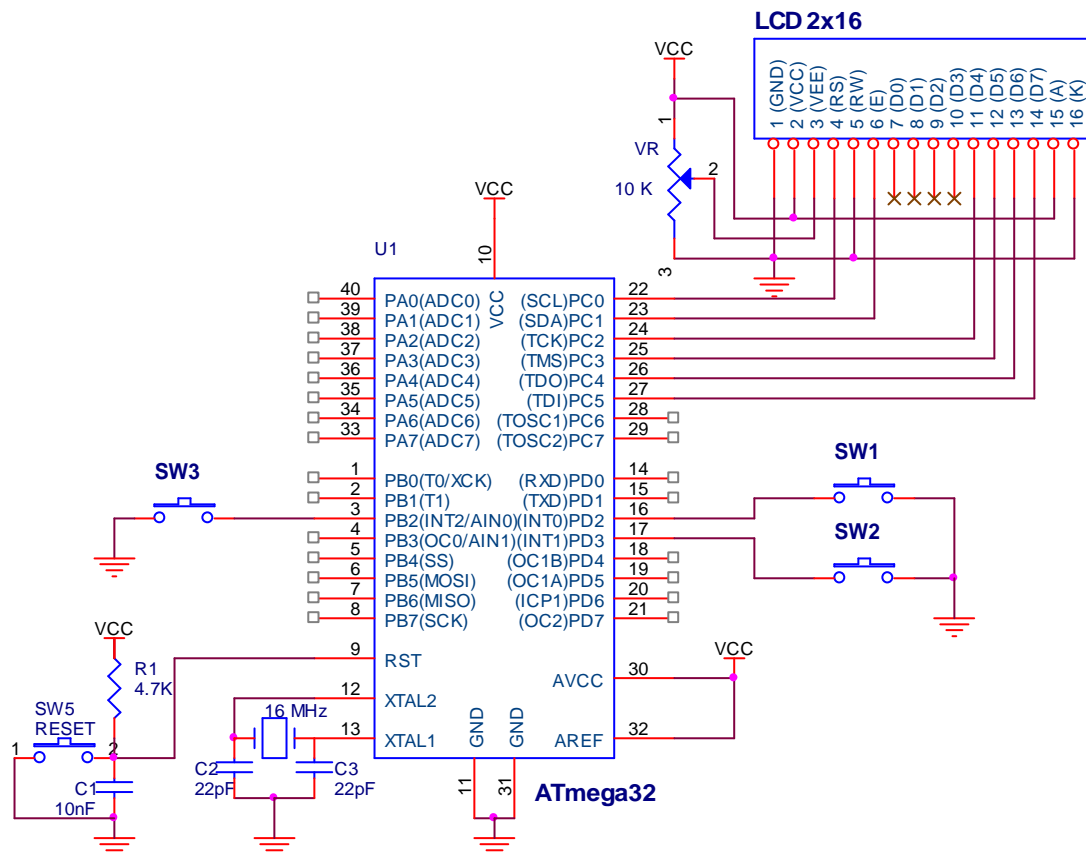 LCD 2x16
VCC
1 (GND)
2 (VCC)
3 (VEE)
4 (RS)
5 (RW)
6 (E)
7 (D0)
8 (D1)
9 (D2)
10 (D3)
11 (D4)
12 (D5)
13 (D6)
14 (D7)
15 (A)
16 (K)
1
VR
2
10 K
3
VCC
U1
10
VCC
40 PA0(ADC0) (SCL)PC0 22
39 PA1(ADC1) (SDA)PC1 23
38 PA2(ADC2) (TCK)PC2 24
37 PA3(ADC3) (TMS)PC3 25
36 PA4(ADC4) (TDO)PC4 26
35 PA5(ADC5) (TDI)PC5 27
34 PA6(ADC6) (TOSC1)PC6 28
33 PA7(ADC7) (TOSC2)PC7 29
SW3
SW1
1 PB0(T0/XCK) (RXD)PD0 14
2 PB1(T1) (TXD)PD1 15
3 PB2(INT2/AIN0) (INT0)PD2 16
4 PB3(OC0/AIN1) (INT1)PD3 17
SW2
5 PB4(SS) (OC1B)PD4 18
6 PB5(MOSI) (OC1A)PD5 19
7 PB6(MISO) (ICP1)PD6 20
8 PB7(SCK) (OC2)PD7 21
VCC
9 RST
VCC
R1
4.7K
AVCC 30
12 XTAL2
SW5
RESET
16 MHz
1
2
13 XTAL1
GND
GND
AREF 32
C1
10nF
C2
22pF
C3
22pF
11
31
ATmega32